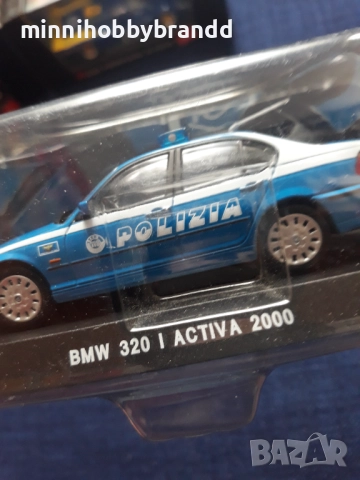 minnihobbybrandd
POLIZIA
BMW 320 I ACTIVA 2000
BAZAR